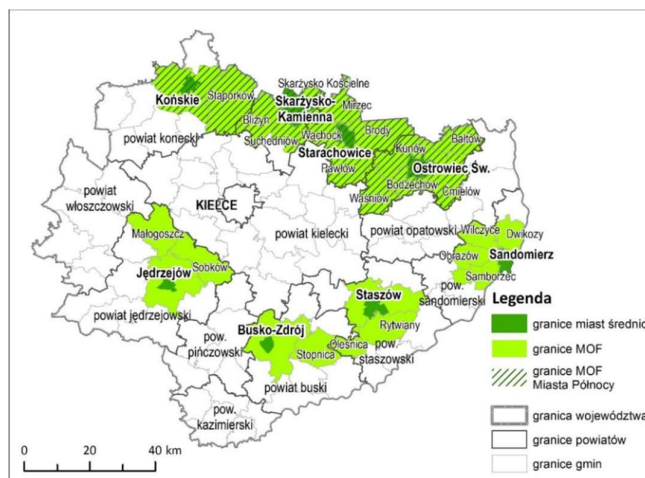 Skarżysko Kościelne
Końskie
Stąporków
Skarżysko-
Kamienna
Mirzec
Bliżyn
Wąchock
Brody
Bałtów
powiat konecki
Suchedniów
Starachowice
Kunów
Pawłów
Ostrowiec Św.
powiat
włoszczowski
KIELCE
Bodzechów
Ćmielów
Waśniów
Małogoszcz
powiat kielecki
powiat opatowski
Wilczyce
Dwikozy
Jędrzejów
Sobków
Obrazów
Sandomierz
Samborzec
Staszów
pow.
sandomierski
powiat jędrzejowski
Busko-Zdrój
Rytwiany
pow.
pińczowski
Stopnica
Oleśnica
pow.
staszowski
powiat buski
pow.
kazimierski
Legenda
granice miast średnic
granice MOF
granice MOF
Miasta Północy
granica województwa
granice powiatów
granice gmin
0 20 40 km